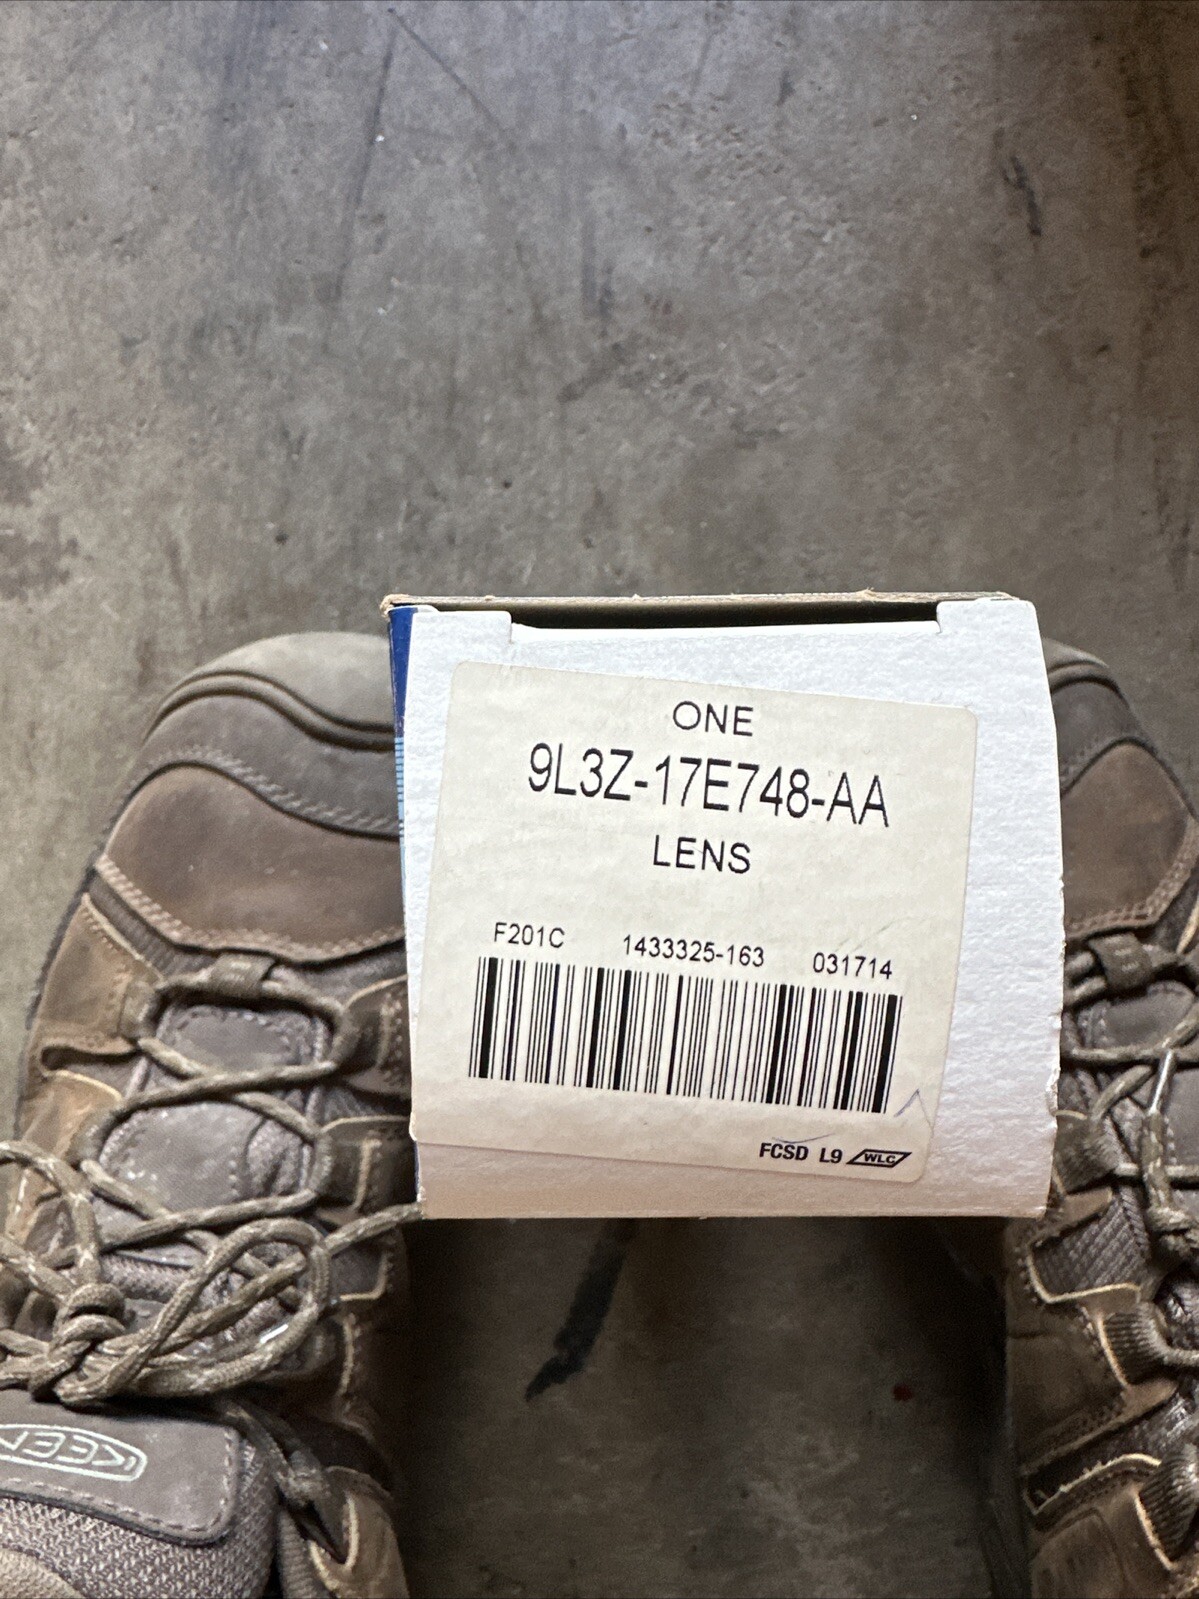 ONE
9L3Z-17E748-AA
LENS
F201C 1433325-163 031714
FCSD L9 WLC
KEEN